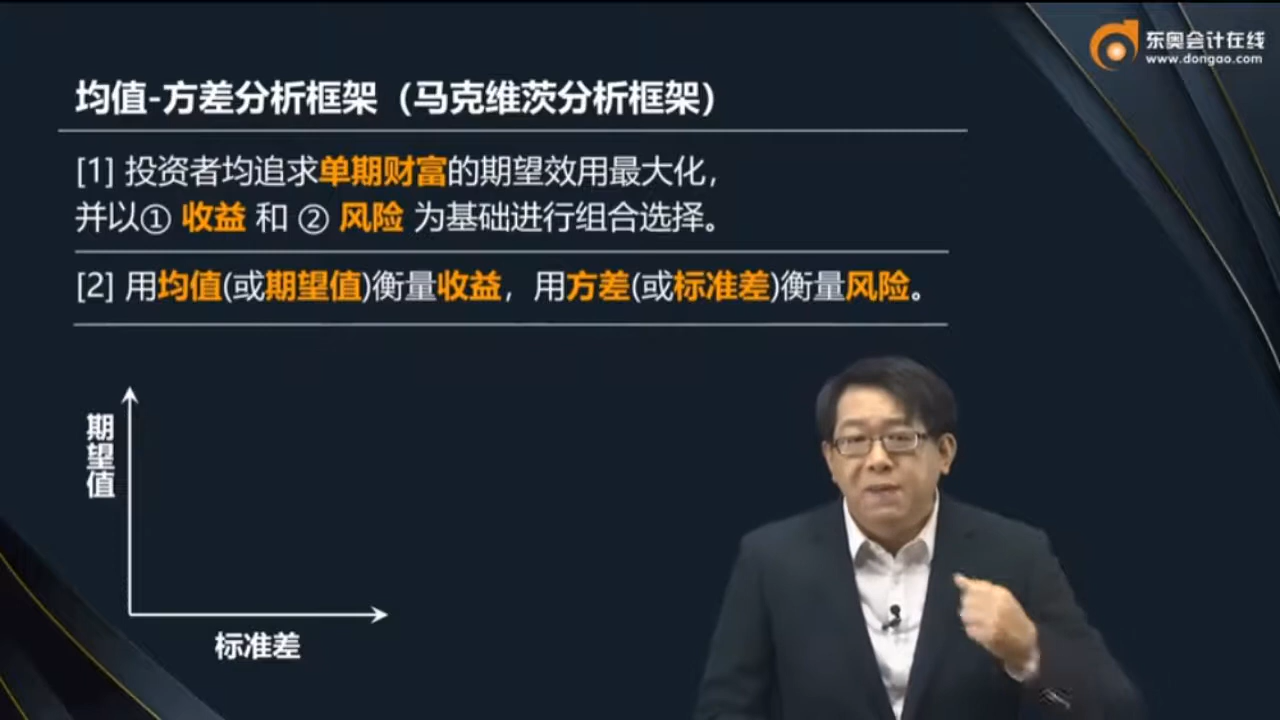 东奥会计在线
www.dongao.com
均值-方差分析框架（马克维茨分析框架）
[1] 投资者均追求单期财富的期望效用最大化，
并以① 收益 和 ② 风险 为基础进行组合选择。
[2] 用均值(或期望值)衡量收益，用方差(或标准差)衡量风险。
期望值
标准差